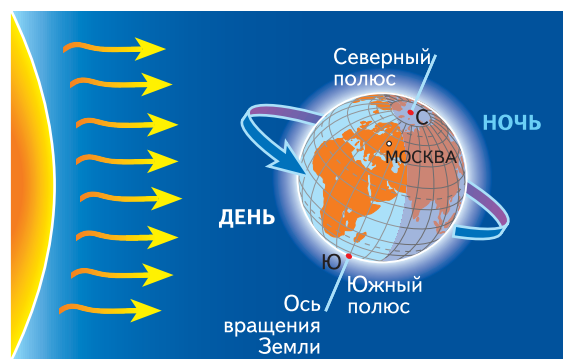 Северный
полюс
С
НОЧЬ
МОСКВА
ДЕНЬ
Ю
Южный
полюс
Ось
вращения
Земли